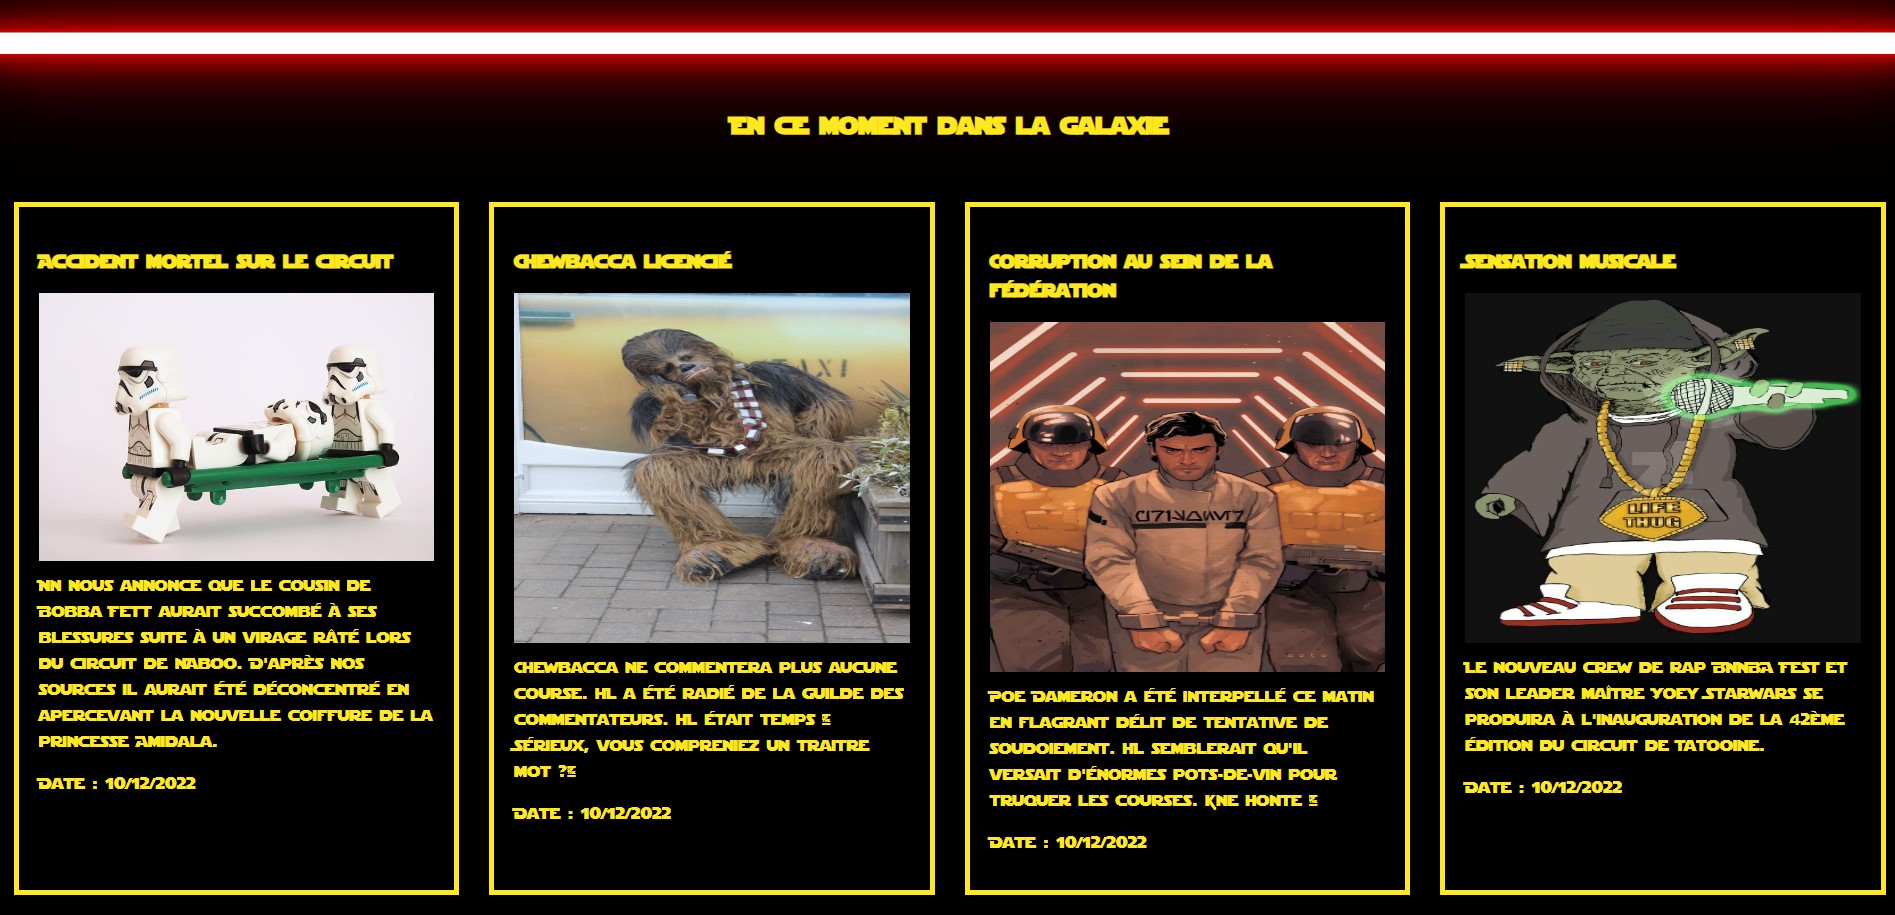 En ce moment dans la galaxie
Accident mortel sur le circuit
On nous annonce que le cousin de
Bobba Fett aurait succombé à ses
blessures suite à un virage râté lors
du circuit de Naboo. D'après nos
sources il aurait été déconcentré en
apercevant la nouvelle coiffure de la
princesse Amidala.
Date : 10/12/2022
Chewbacca licencié
TAXI
Chewbacca ne commentera plus aucune
course. Il a été radié de la guilde des
commentateurs. Il était temps !
Sérieux, vous compreniez un traitre
mot ?!
Date : 10/12/2022
Corruption au sein de la
Fédération
Poe Dameron a été interpellé ce matin
en flagrant délit de tentative de
soudoiement. Il semblerait qu'il
versait d'énormes pots-de-vin pour
truquer les courses. Une honte !
Date : 10/12/2022
Sensation musicale
LIFE
THUG
Le nouveau crew de rap
Fest et
son leader Maître Yoey Starwars se
produira à l'inauguration de la 42ème
édition du circuit de Tatooine.
Date : 10/12/2022